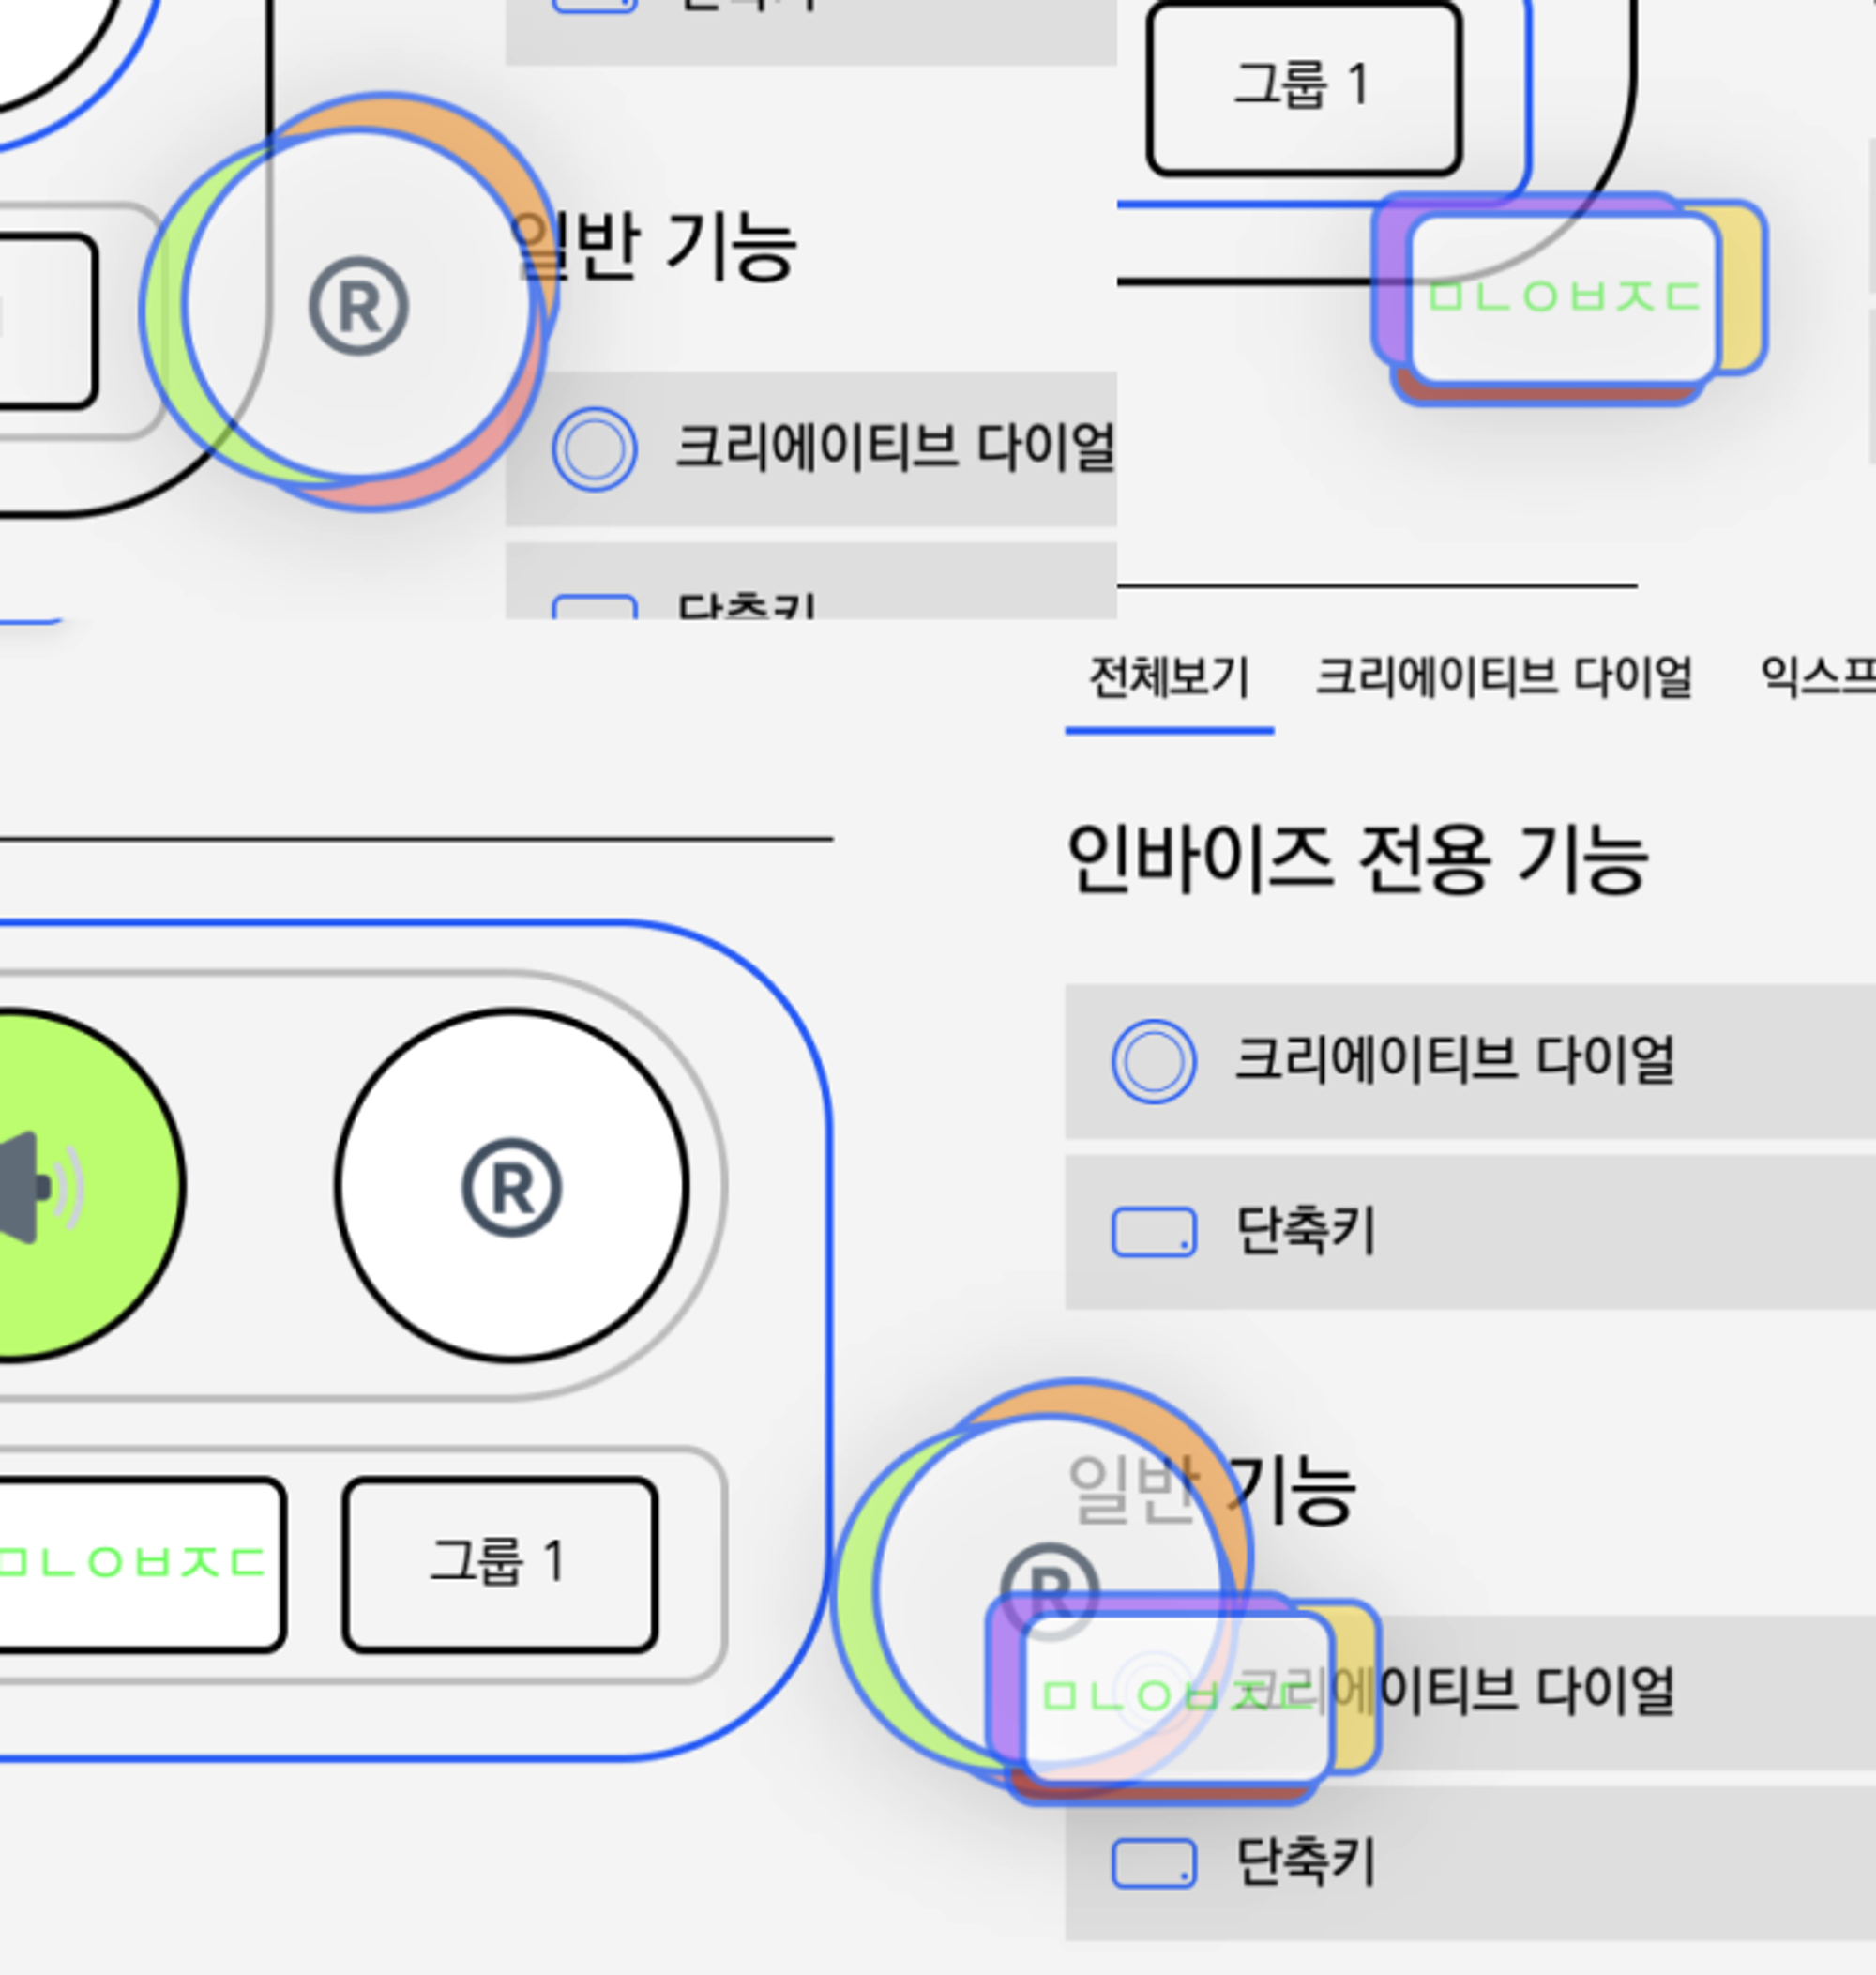 단축키
그룹 1
일반 기능
®
ㅁㄴㅇㅂㅈㄷ
크리에이티브 다이얼
단축키
전체보기 크리에이티브 다이얼 익스프
인바이즈 전용 기능
크리에이티브 다이얼
®
단축키
일반 기능
®
ㅁㄴㅇㅂㅈㄷ 그룹 1
ㅁㄴㅇㅂㅈㄷ 크리에이티브 다이얼
단축키